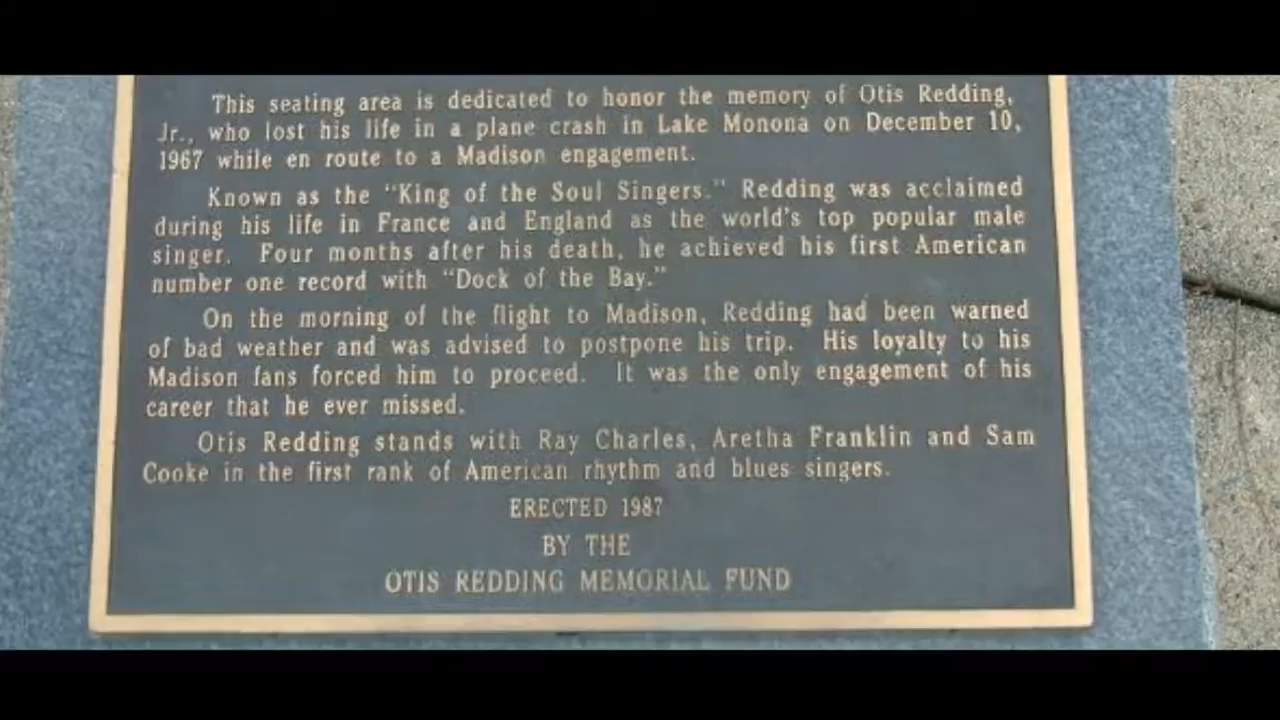 This seating area is dedicated to honor the memory of Otis Redding,
Jr., who lost his life in a plane crash in Lake Monona on December 10,
1967 while en route to a Madison engagement.
Known as the "King of the Soul Singers." Redding was acclaimed
during his life in France and England as the world's top popular male
singer. Four months after his death, he achieved his first American
number one record with "Dock of the Bay."
On the morning of the flight to Madison, Redding had been warned
of bad weather and was advised to postpone his trip. His loyalty to his
Madison fans forced him to proceed. It was the only engagement of his
career that he ever missed.
Otis Redding stands with Ray Charles, Aretha Franklin and Sam
Cooke in the first rank of American rhythm and blues singers.
ERECTED 1987
BY THE
OTIS REDDING MEMORIAL FUND